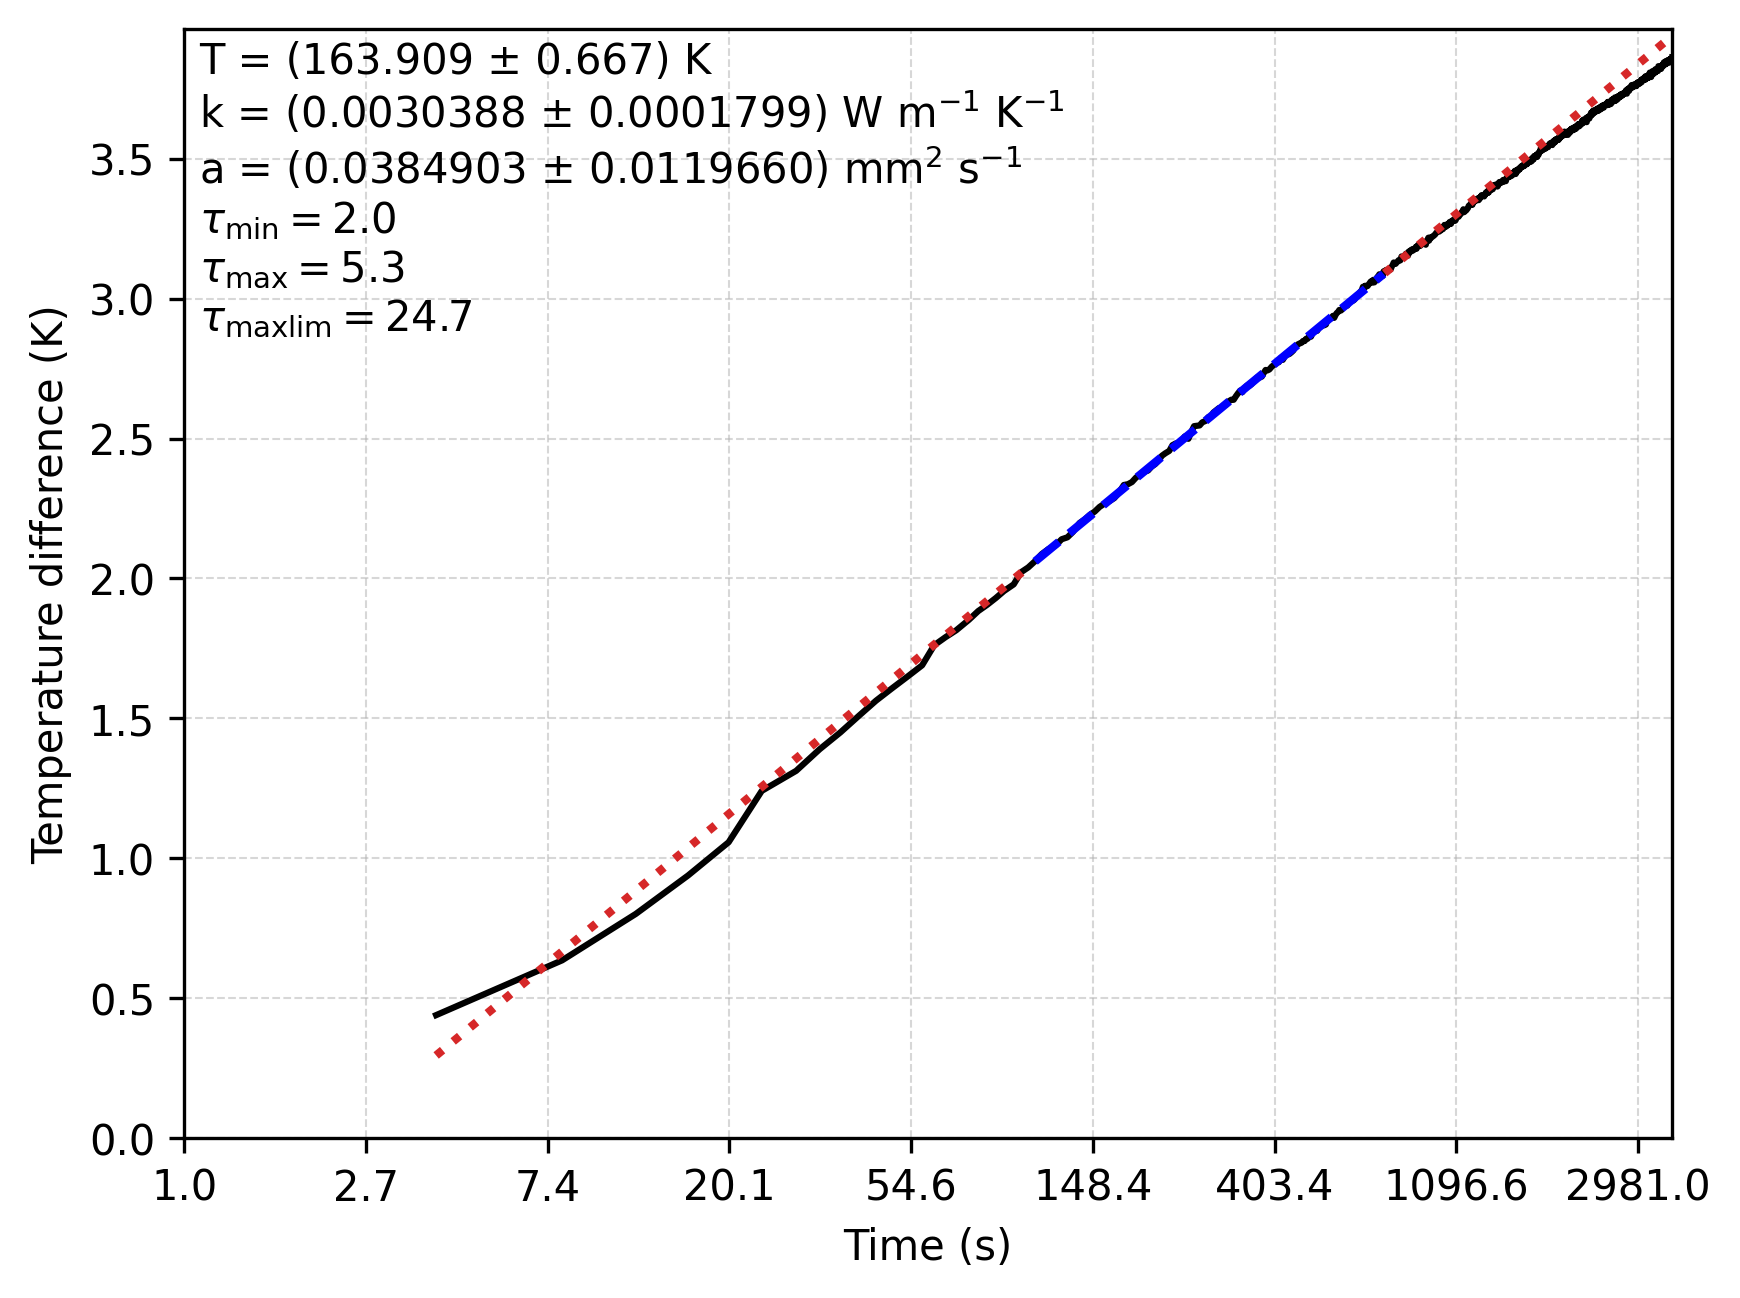 T = (163.909 ± 0.667) K
k = (0.0030388 ± 0.0001799) W m⁻¹ K⁻¹
a = (0.0384903 ± 0.0119660) mm² s⁻¹
τmin = 2.0
τmax = 5.3
τmaxlim = 24.7
Temperature difference (K)
3.5
3.0
2.5
2.0
1.5
1.0
0.5
0.0
1.0 2.7 7.4 20.1 54.6 148.4 403.4 1096.6 2981.0
Time (s)